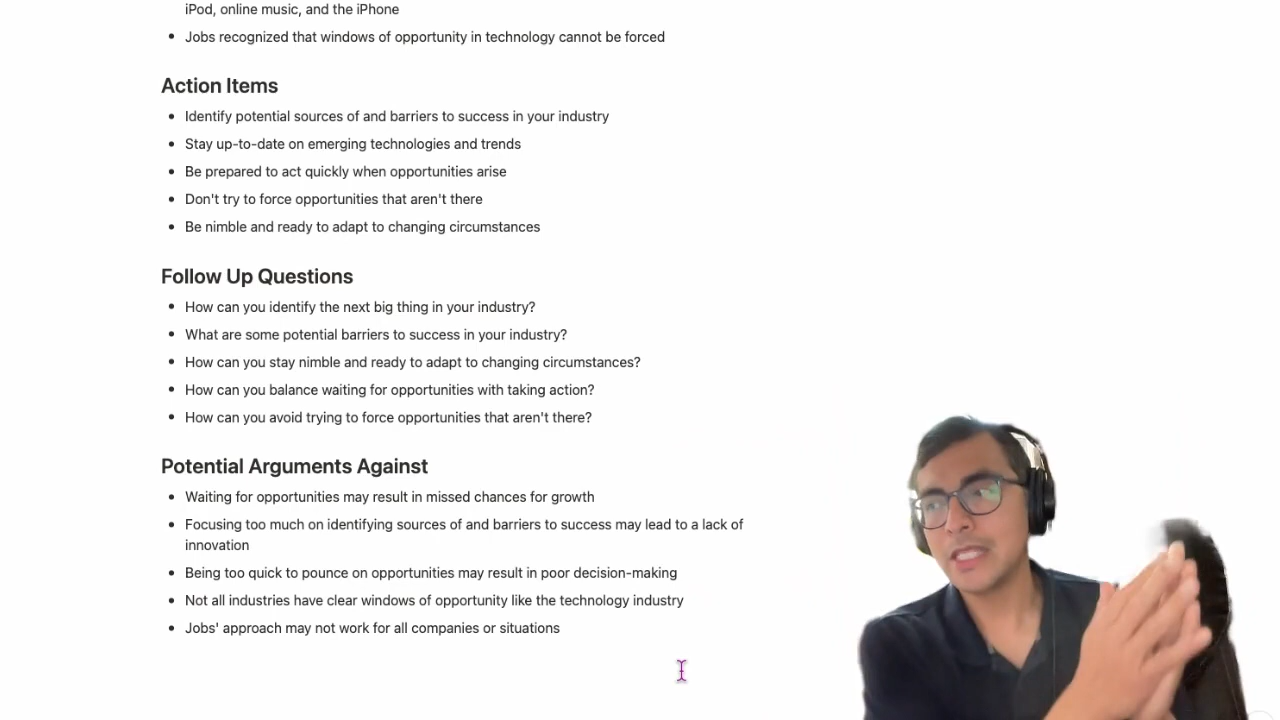 iPod, online music, and the iPhone
• Jobs recognized that windows of opportunity in technology cannot be forced
Action Items
• Identify potential sources of and barriers to success in your industry
• Stay up-to-date on emerging technologies and trends
• Be prepared to act quickly when opportunities arise
• Don't try to force opportunities that aren't there
• Be nimble and ready to adapt to changing circumstances
Follow Up Questions
• How can you identify the next big thing in your industry?
• What are some potential barriers to success in your industry?
• How can you stay nimble and ready to adapt to changing circumstances?
• How can you balance waiting for opportunities with taking action?
• How can you avoid trying to force opportunities that aren't there?
Potential Arguments Against
• Waiting for opportunities may result in missed chances for growth
• Focusing too much on identifying sources of and barriers to success may lead to a lack of
innovation
• Being too quick to pounce on opportunities may result in poor decision-making
• Not all industries have clear windows of opportunity like the technology industry
• Jobs' approach may not work for all companies or situations